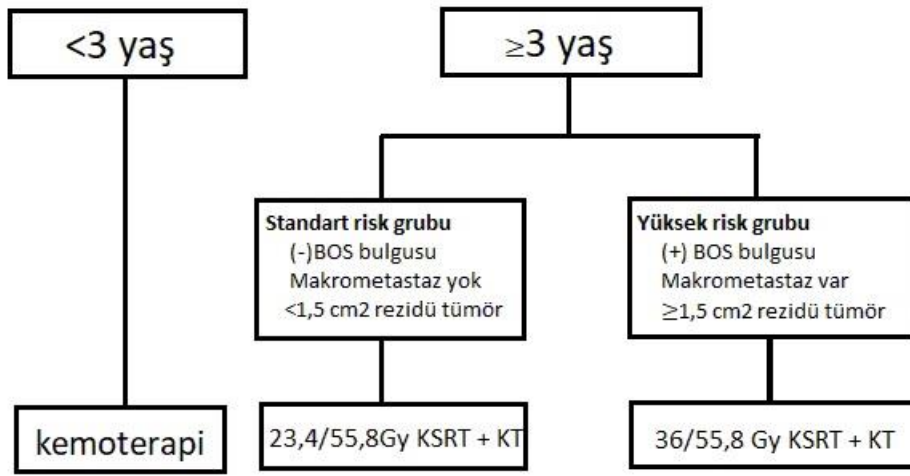 <3 yaş
≥3 yaş
Standart risk grubu
(-)BOS bulgusu
Makrometastaz yok
<1,5 cm2 rezidü tümör
Yüksek risk grubu
(+) BOS bulgusu
Makrometastaz var
≥1,5 cm2 rezidü tümör
kemoterapi
23,4/55,8Gy KSRT + KT
36/55,8 Gy KSRT + KT